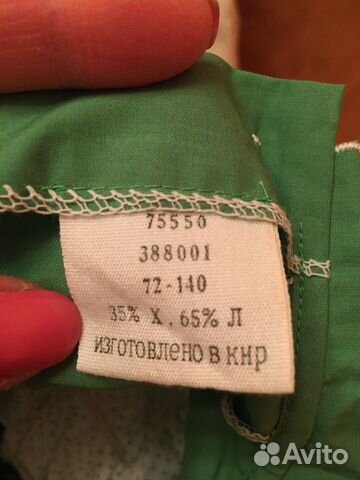 75550
388001
72-140
35% Х. 65% Л
ИЗГОТОВЛЕНО В КНР
Avito